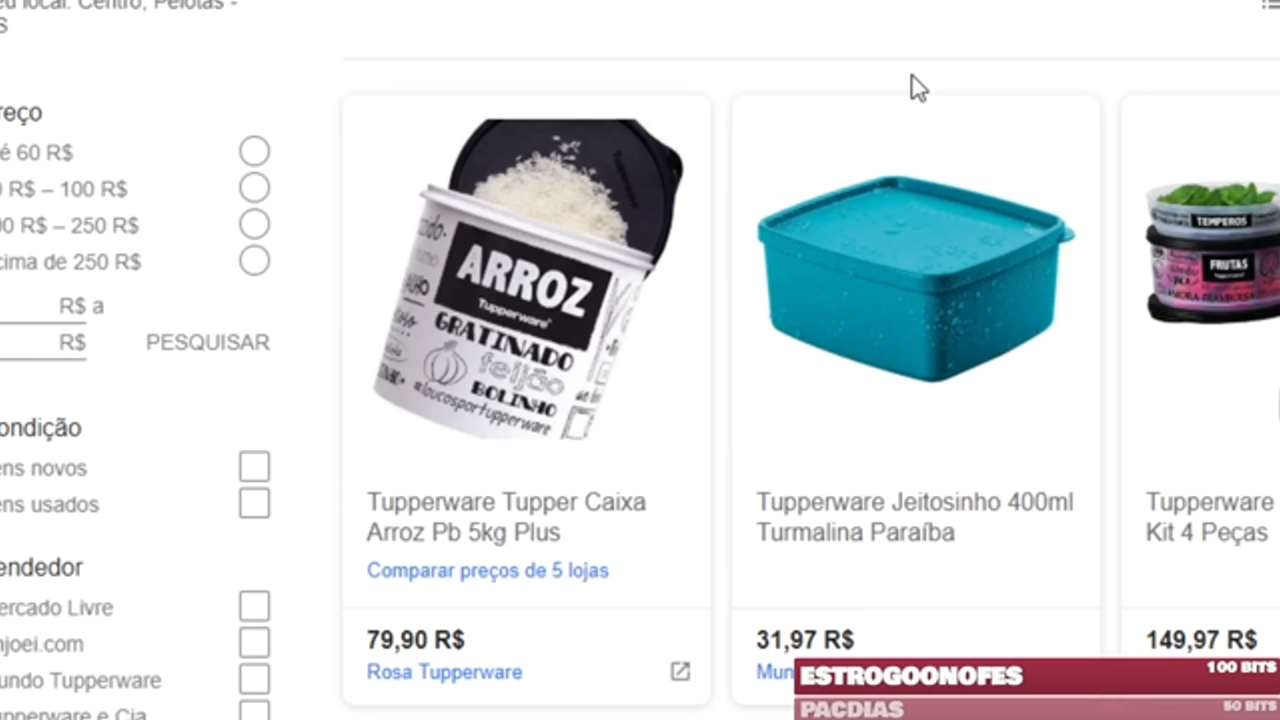 eu local: Centro, Pelotas -
S
reço
é 60 R$
R$ – 100 R$
00 R$ – 250 R$
cima de 250 R$
R$ a
R$
PESQUISAR
ondição
ens novos
ens usados
endedor
ercado Livre
njoei.com
undo Tupperware
upperware e Cia
ARROZ
Tupperware
GRATINADO
feijão
BOLINHO
#loucosportupperware
Tupperware Tupper Caixa
Arroz Pb 5kg Plus
Comparar preços de 5 lojas
79,90 R$
Rosa Tupperware
Tupperware Jeitosinho 400ml
Turmalina Paraíba
31,97 R$
Mun
TEMPEROS
FRUTAS
Tupperware
Kit 4 Peças
149,97 R$
ESTROGOONOFES 100 BITS
PACDIAS 50 BITS